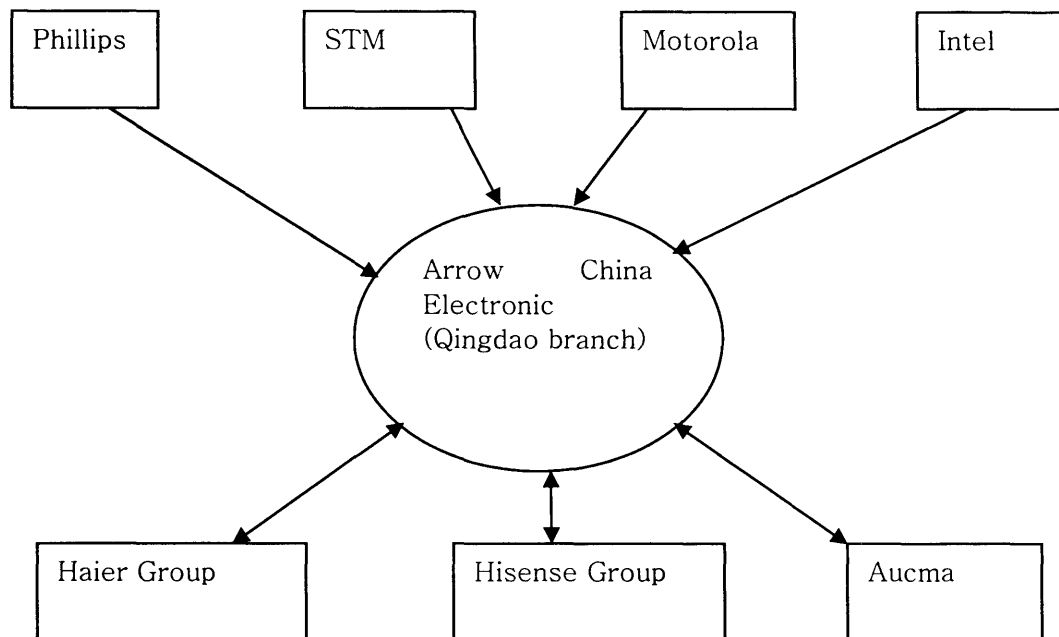 Phillips
STM
Motorola
Intel
Arrow China
Electronic
(Qingdao branch)
Haier Group
Hisense Group
Aucma